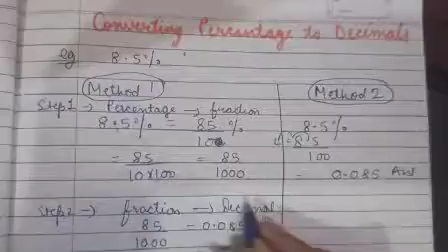 Converting Percentage to Decimals
eg 8.5%
Method 1
Method 2
Step 1 → Percentage → fraction
8.5% = 85 %
10
= 85 = 85
10×100 1000
8.5%
= 8.5
100
= 0.085 Ans
Step 2 → fraction → Decimal
85 = 0.085
1000